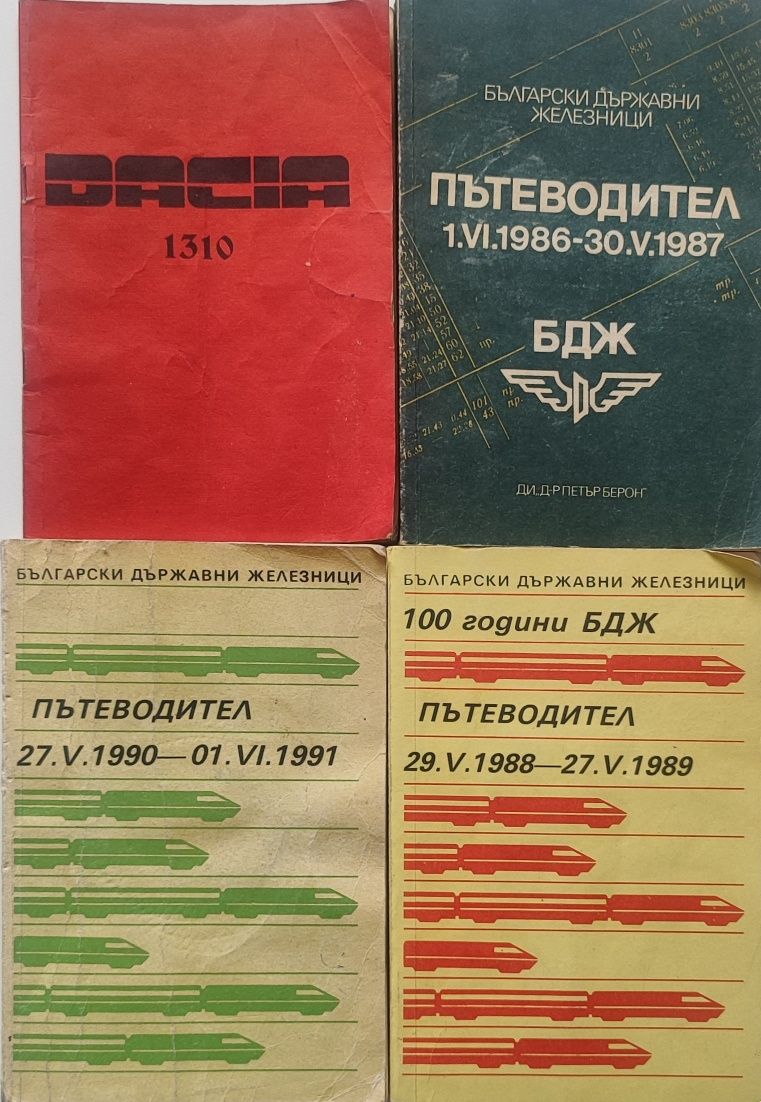 DACIA
1310
БЪЛГАРСКИ ДЪРЖАВНИ
ЖЕЛЕЗНИЦИ
ПЪТЕВОДИТЕЛ
1.VI.1986-30.V.1987
БДЖ
ДИ„Д-Р ПЕТЪР БЕРОН"
БЪЛГАРСКИ ДЪРЖАВНИ ЖЕЛЕЗНИЦИ
ПЪТЕВОДИТЕЛ
27.V.1990—01.VI.1991
БЪЛГАРСКИ ДЪРЖАВНИ ЖЕЛЕЗНИЦИ
100 години БДЖ
ПЪТЕВОДИТЕЛ
29.V.1988—27.V.1989